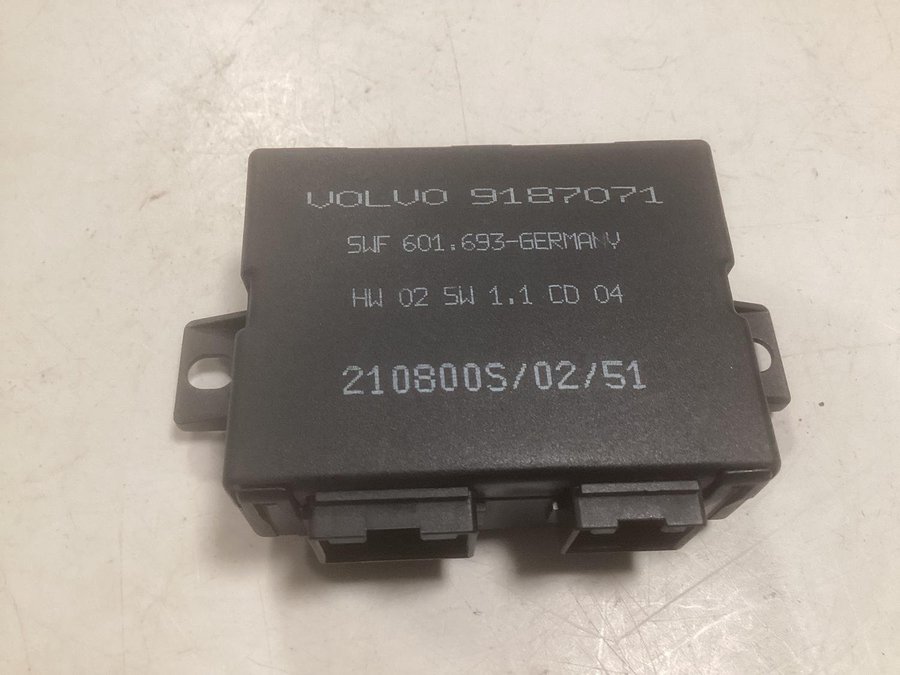 VOLVO 9187071
SWF 601.693-GERMANY
HW 02 SW 1.1 CD 04
210800S/02/51